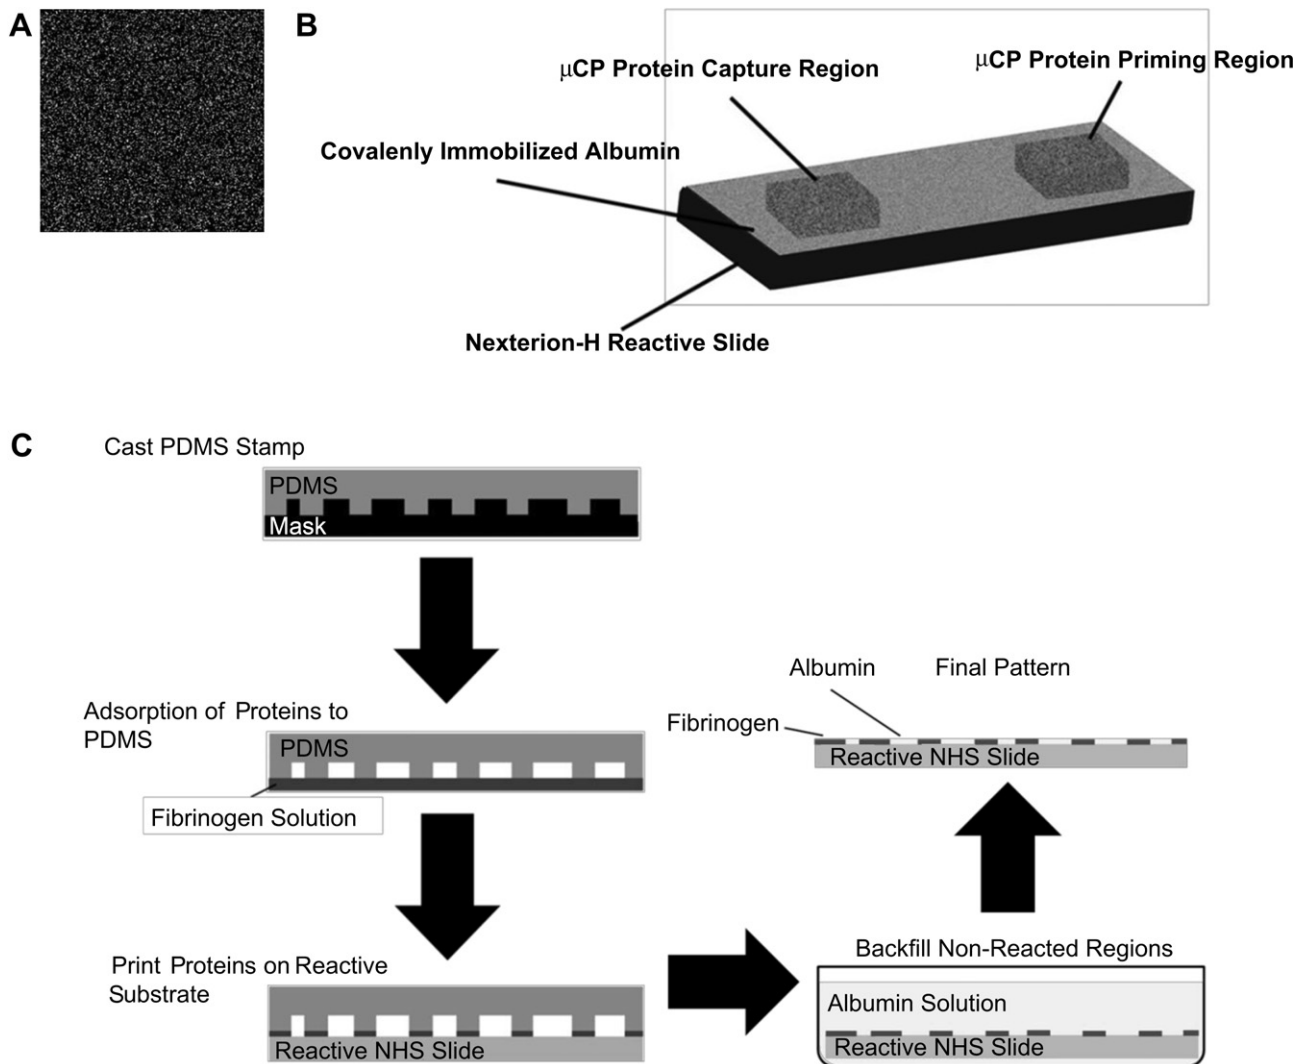 A
B
μCP Protein Capture Region
μCP Protein Priming Region
Covalenly Immobilized Albumin
Nexterion-H Reactive Slide
C
Cast PDMS Stamp
PDMS
Mask
Adsorption of Proteins to
PDMS
PDMS
Fibrinogen Solution
Print Proteins on Reactive
Substrate
Reactive NHS Slide
Backfill Non-Reacted Regions
Albumin Solution
Reactive NHS Slide
Albumin
Final Pattern
Fibrinogen
Reactive NHS Slide